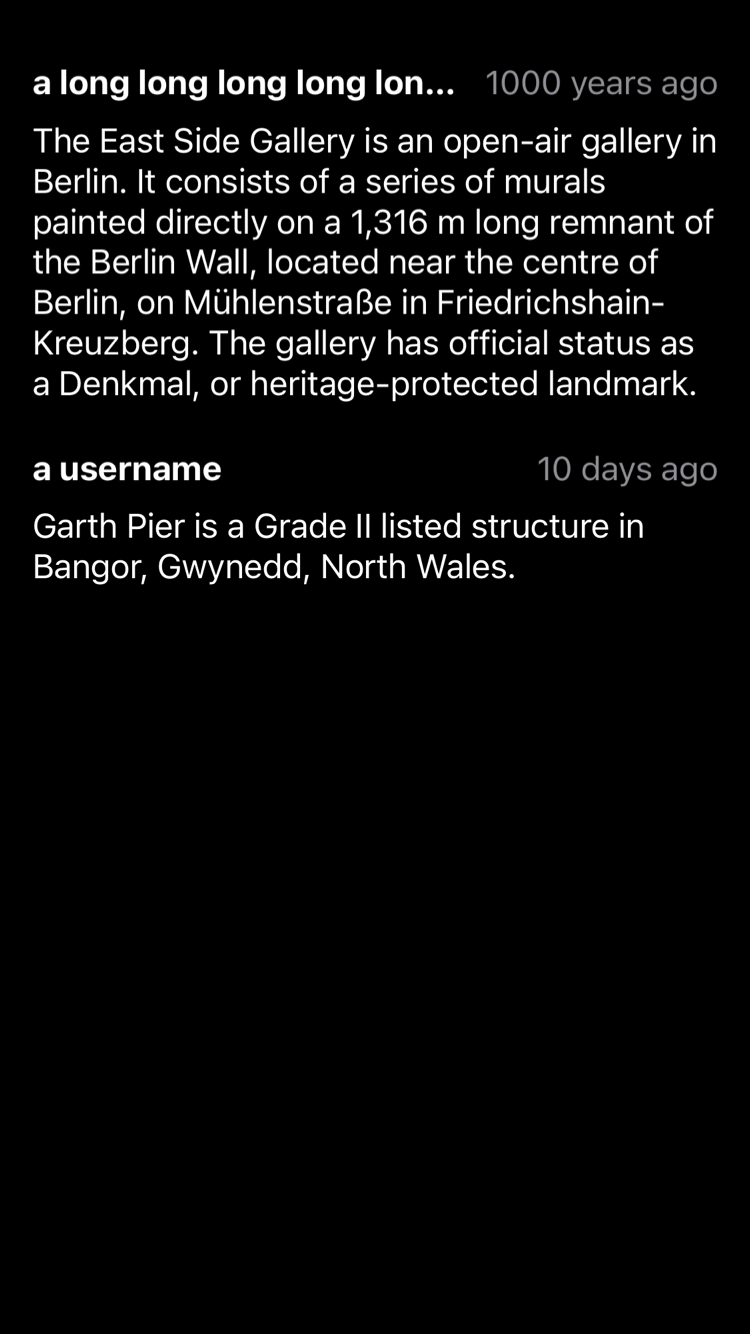 a long long long long lon...
1000 years ago
The East Side Gallery is an open-air gallery in
Berlin. It consists of a series of murals
painted directly on a 1,316 m long remnant of
the Berlin Wall, located near the centre of
Berlin, on Mühlenstraße in Friedrichshain-
Kreuzberg. The gallery has official status as
a Denkmal, or heritage-protected landmark.
a username
10 days ago
Garth Pier is a Grade II listed structure in
Bangor, Gwynedd, North Wales.